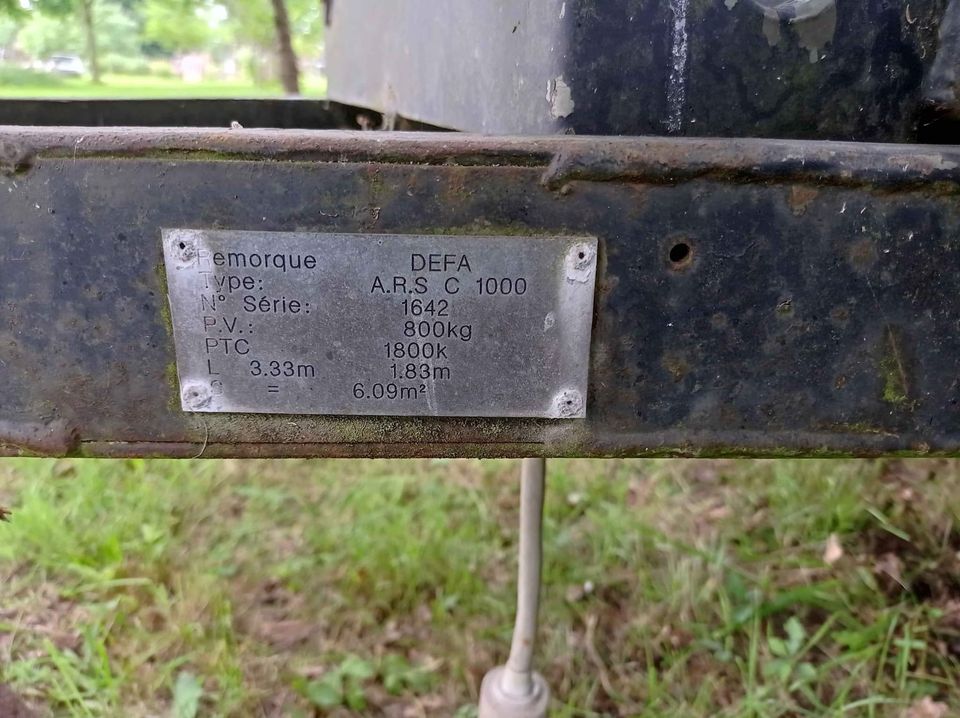 Remorque DEFA
Type: A.R.S C 1000
N° Série: 1642
P.V.: 800kg
PTC 1800k
L 3.33m 1.83m
S = 6.09m²